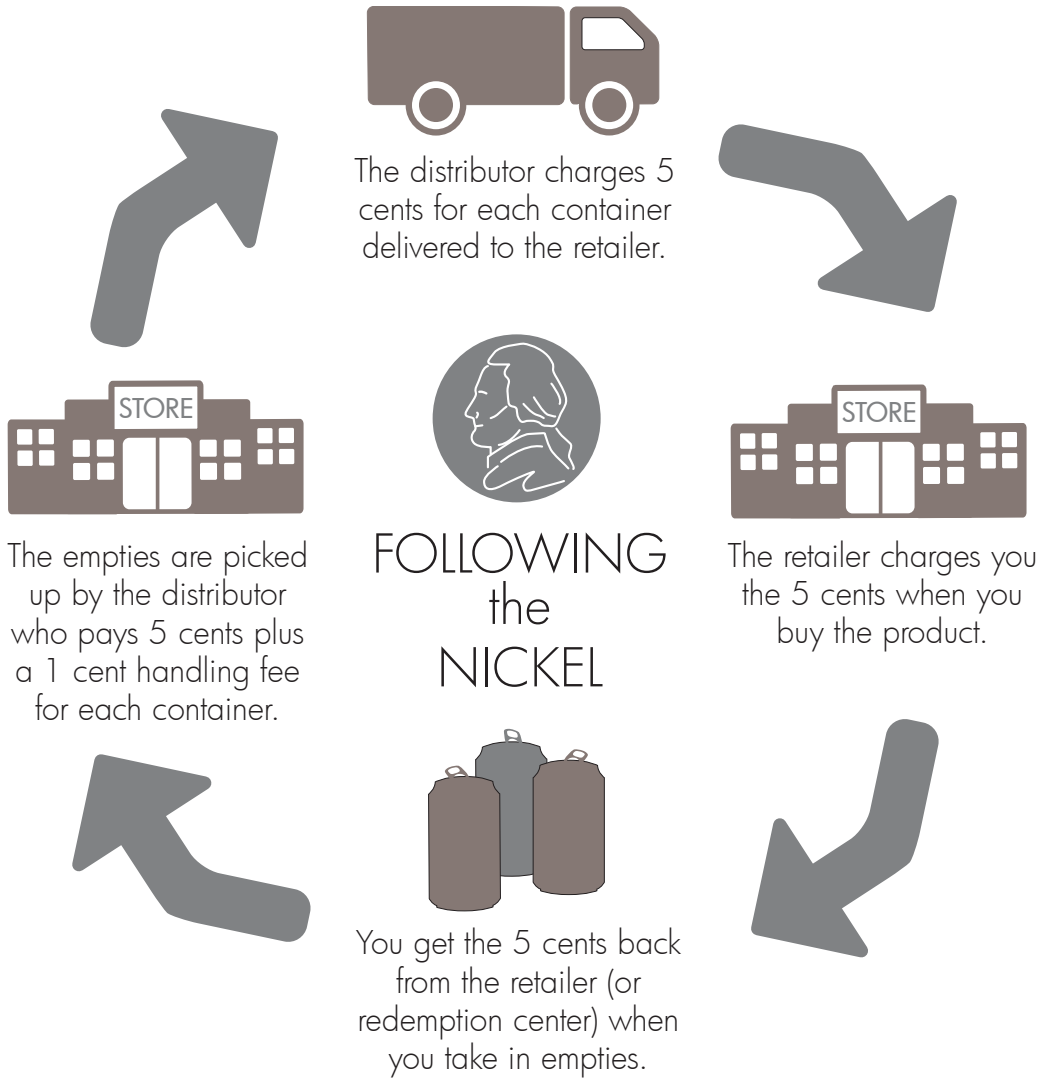 The distributor charges 5
cents for each container
delivered to the retailer.
STORE
The retailer charges you
the 5 cents when you
buy the product.
You get the 5 cents back
from the retailer (or
redemption center) when
you take in empties.
STORE
The empties are picked
up by the distributor
who pays 5 cents plus
a 1 cent handling fee
for each container.
FOLLOWING
the
NICKEL